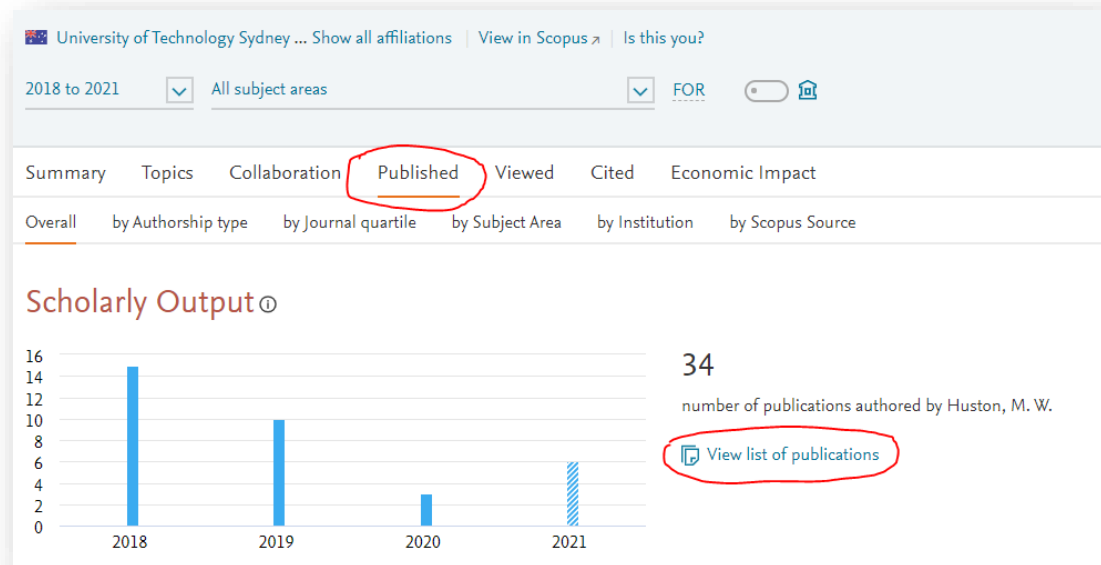 University of Technology Sydney ... Show all affiliations | View in Scopus ↗ | Is this you?
2018 to 2021 All subject areas FOR
Summary Topics Collaboration Published Viewed Cited Economic Impact
Overall by Authorship type by Journal quartile by Subject Area by Institution by Scopus Source
Scholarly Output
16
14
12
10
8
6
4
2
0
2018 2019 2020 2021
34
number of publications authored by Huston, M. W.
View list of publications